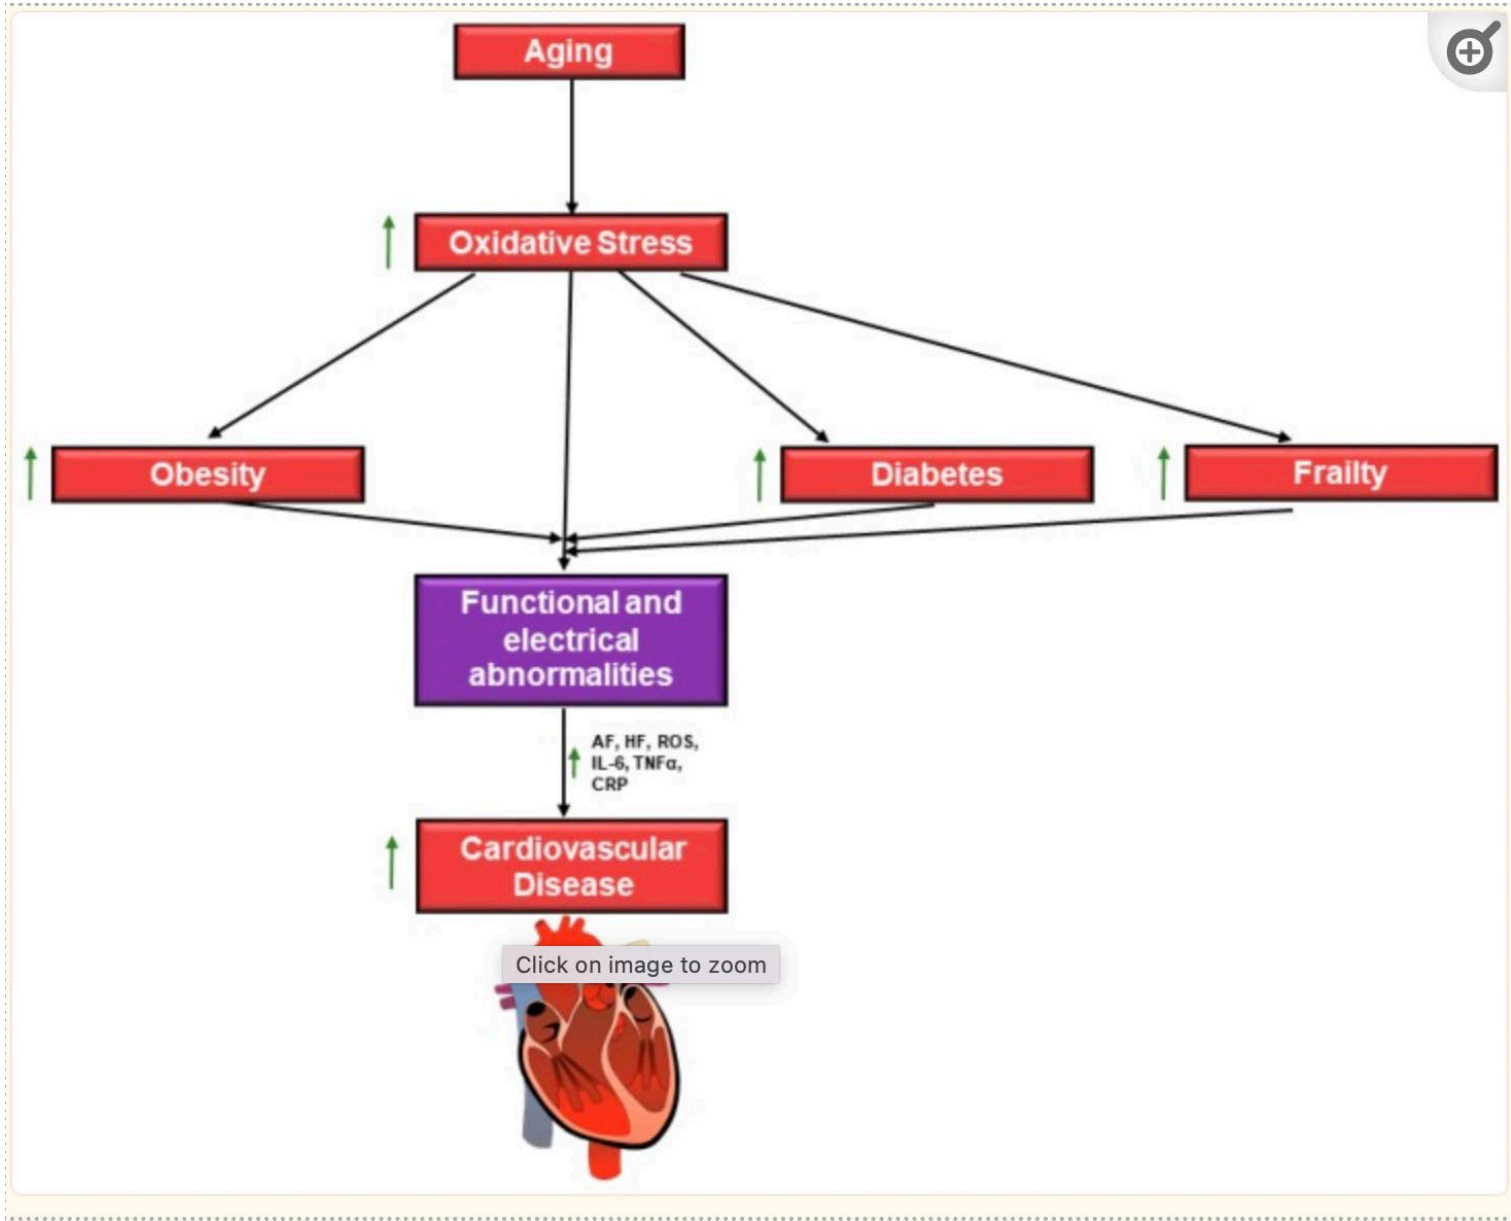 Aging
Oxidative Stress
Obesity
Diabetes
Frailty
Functional and
electrical
abnormalities
AF, HF, ROS,
IL-6, TNFα,
CRP
Cardiovascular
Disease
Click on image to zoom